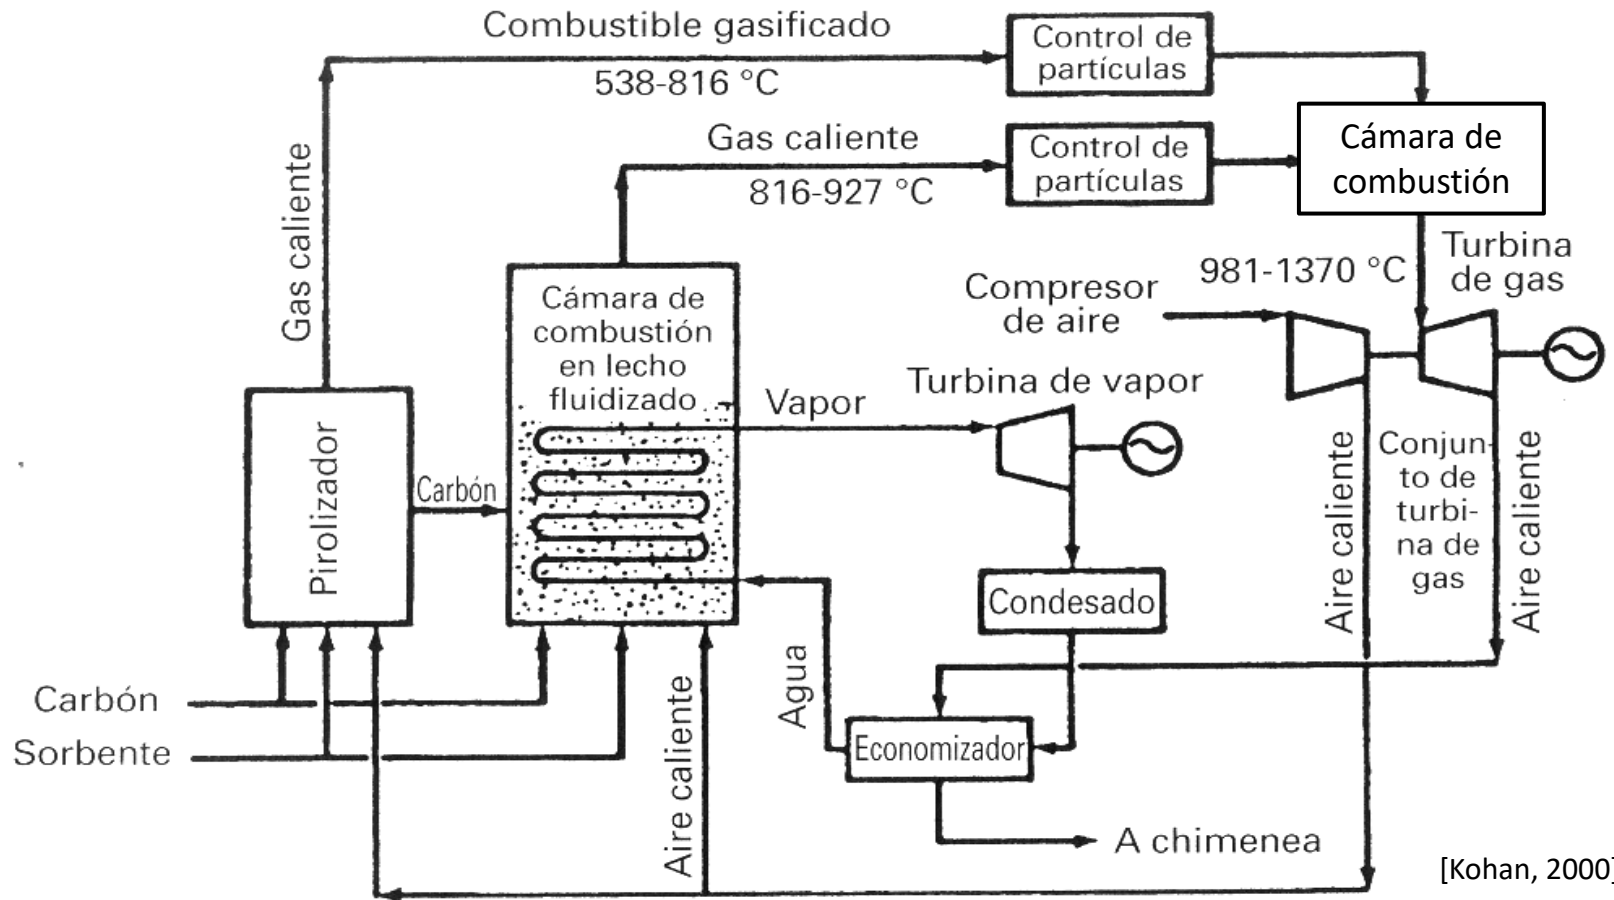 Combustible gasificado
538-816 °C
Control de
partículas
Gas caliente
816-927 °C
Control de
partículas
Cámara de
combustión
Gas caliente
981-1370 °C
Turbina
de gas
Compresor
de aire
Cámara de
combustión
en lecho
fluidizado
Vapor
Turbina de vapor
Pirolizador
Carbón
Aire caliente
Conjun-
to de
turbi-
na de
gas
Aire caliente
Condesado
Agua
Economizador
Carbón
Sorbente
Aire caliente
A chimenea
[Kohan, 2000]